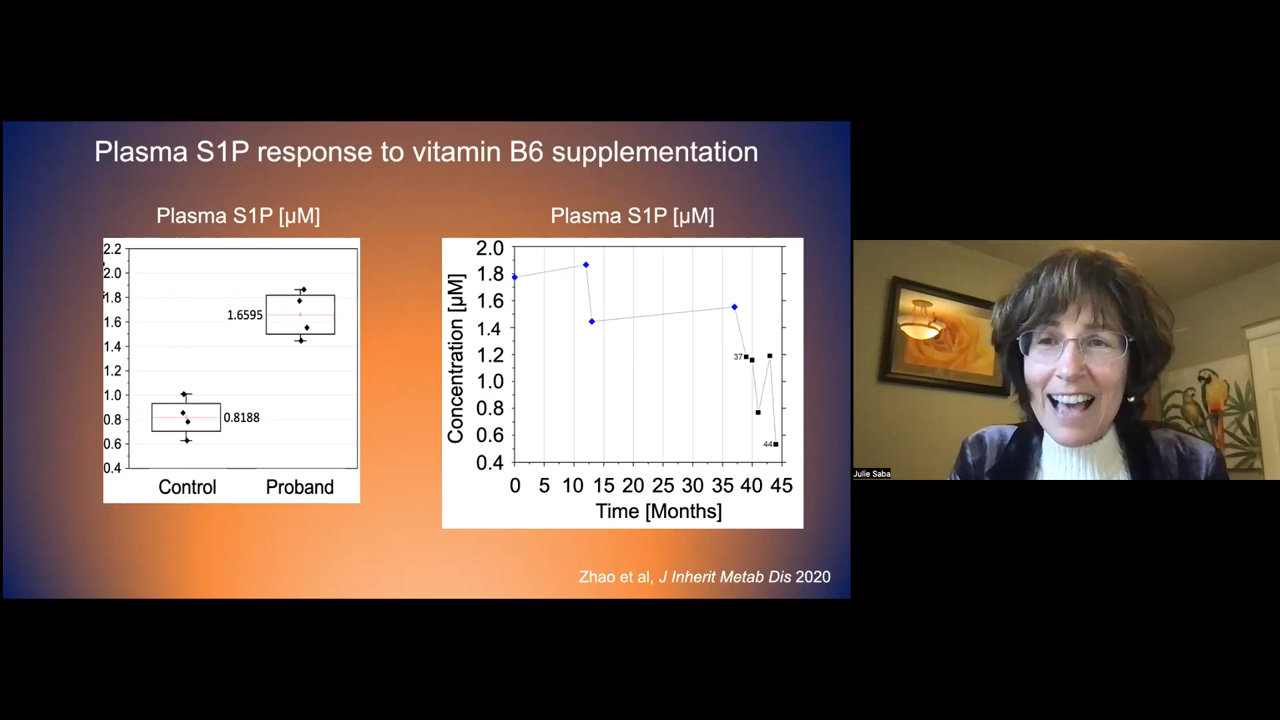 Plasma S1P response to vitamin B6 supplementation
Plasma S1P [µM]
2.2
2.0
1.8
1.6
1.4
1.2
1.0
0.8
0.6
0.4
1.6595
0.8188
Control Proband
Plasma S1P [µM]
Concentration [µM]
2.0
1.8
1.6
1.4
1.2
1.0
0.8
0.6
0.4
37
44
0 5 10 15 20 25 30 35 40 45
Time [Months]
Zhao et al, J Inherit Metab Dis 2020
Julie Saba